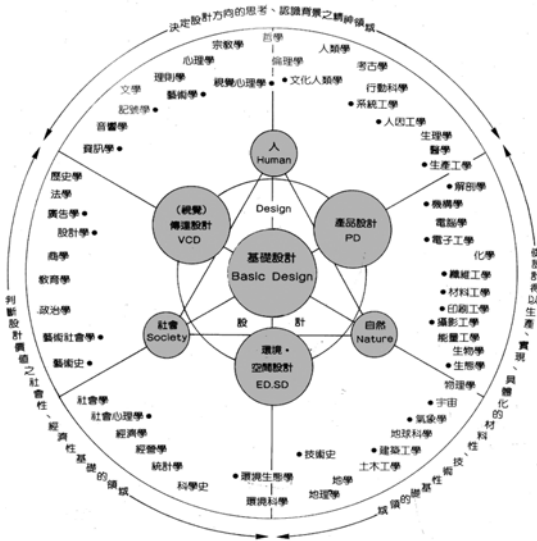 決定設計方向的思考、認識背景之精神領域
哲學
宗教學
人類學
倫理學
心理學
考古學
理則學
視覺心理學
文化人類學
行動科學
文學
藝術學
系統工學
記號學
人因工學
音響學
生理學
資訊學
醫學
生產工學
人
Human
歷史學
解剖學
法學
機構學
廣告學
電腦學
設計學
電子工學
商學
化學
教育學
纖維工學
材料工學
政治學
印刷工學
攝影工學
藝術社會學
能量工學
生物學
藝術史
生態學
Design
(視覺)
傳達設計
VCD
產品設計
PD
基礎設計
Basic Design
社會
Society
設 計
自然
Nature
環境·
空間設計
ED.SD
物理學
社會學
宇宙
社會心理學
氣象學
經濟學
地球科學
經營學
技術史
建築工學
統計學
環境生態學
土木工學
科學史
地學
環境科學
地理學
判斷設計價值之社會性、經濟性基礎的領域
使設計得以生產、實現、具體化的材料性、技術性基礎的領域